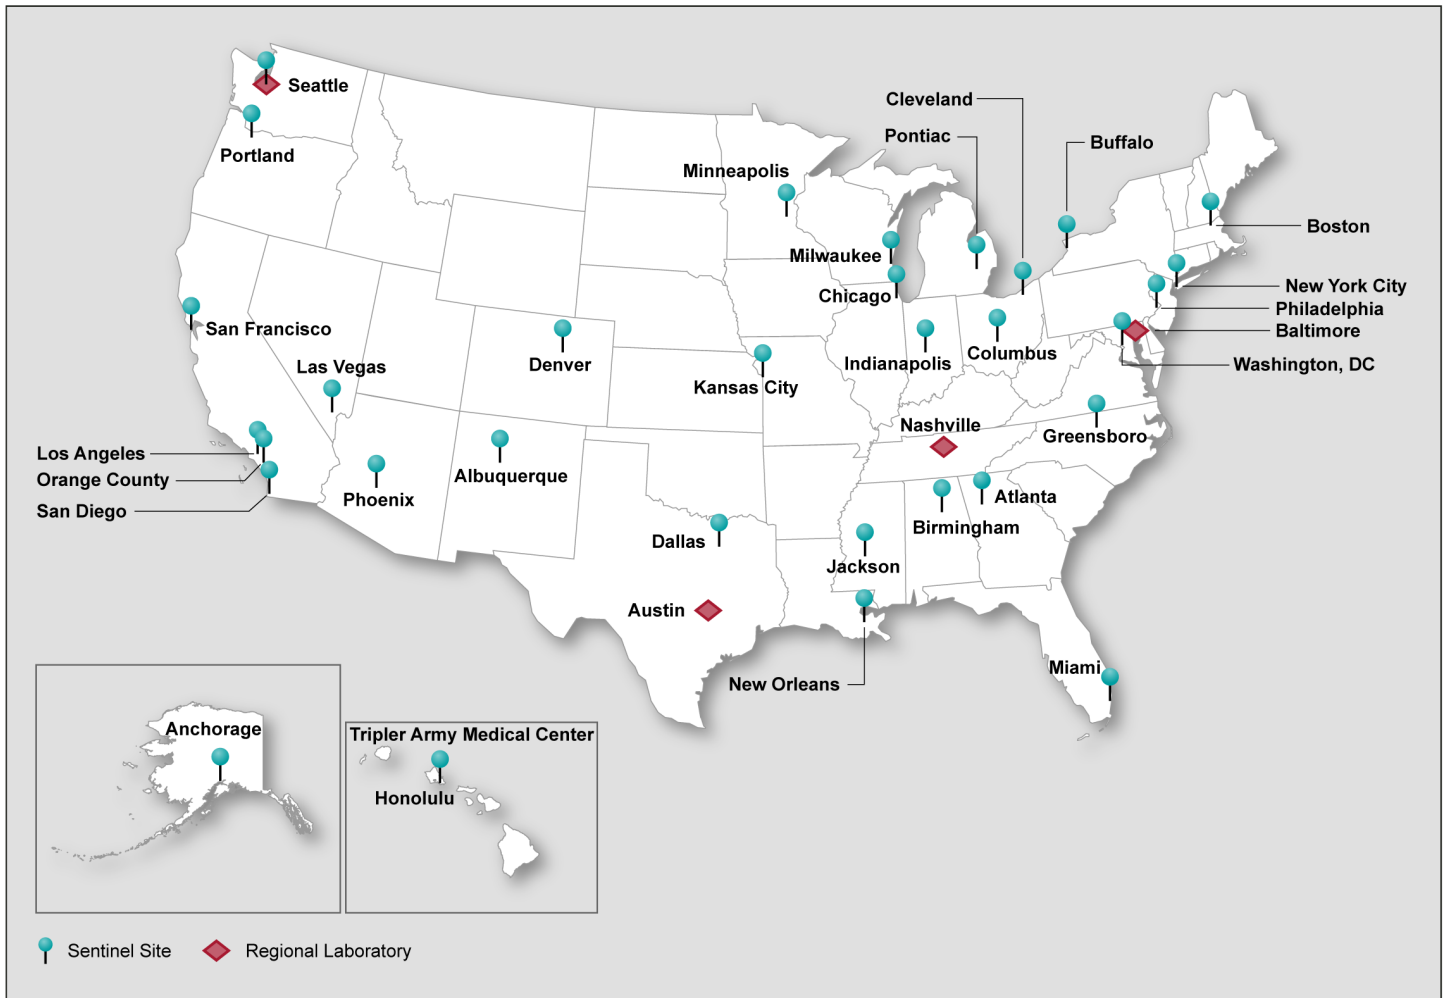 Seattle
Cleveland
Pontiac
Buffalo
Portland
Minneapolis
Boston
Milwaukee
New York City
Chicago
Philadelphia
San Francisco
Baltimore
Columbus
Las Vegas
Denver
Indianapolis
Washington, DC
Kansas City
Nashville
Greensboro
Los Angeles
Orange County
Albuquerque
Phoenix
Atlanta
San Diego
Birmingham
Dallas
Jackson
Austin
Miami
New Orleans
Anchorage
Tripler Army Medical Center
Honolulu
Sentinel Site
Regional Laboratory